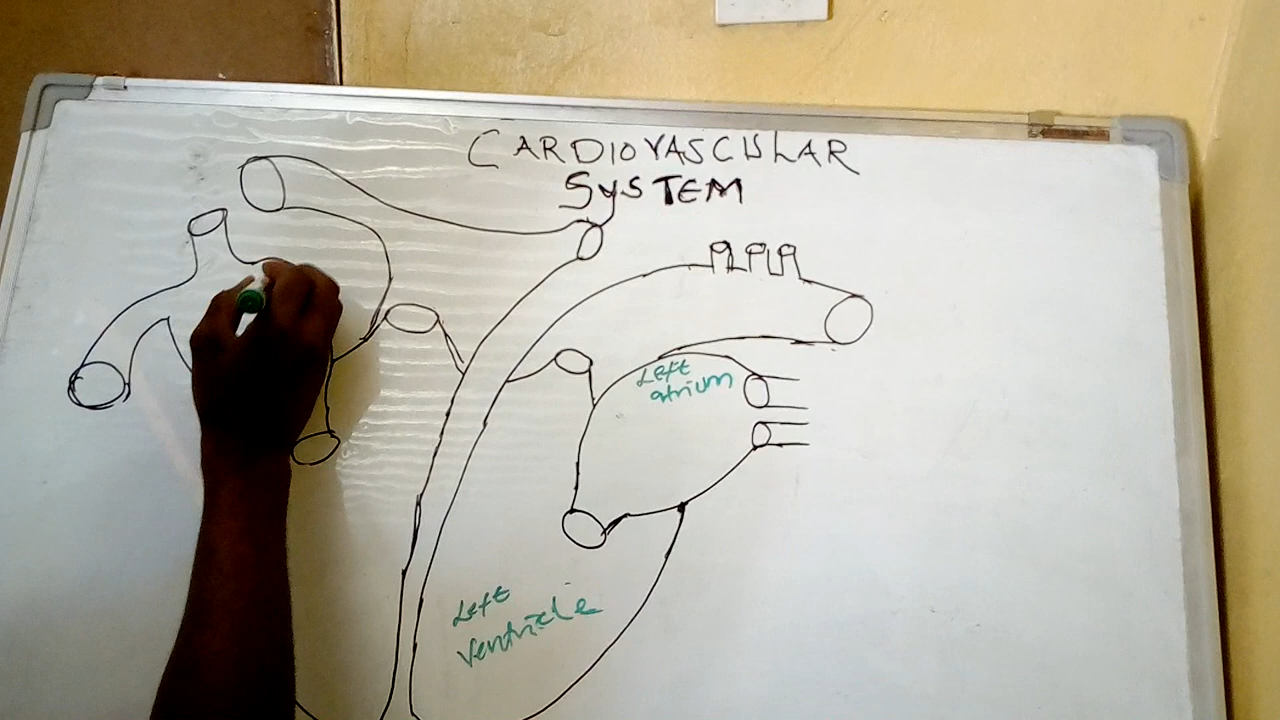 CARDIOVASCULAR
SYSTEM
Left
atrium
Left
Ventricle